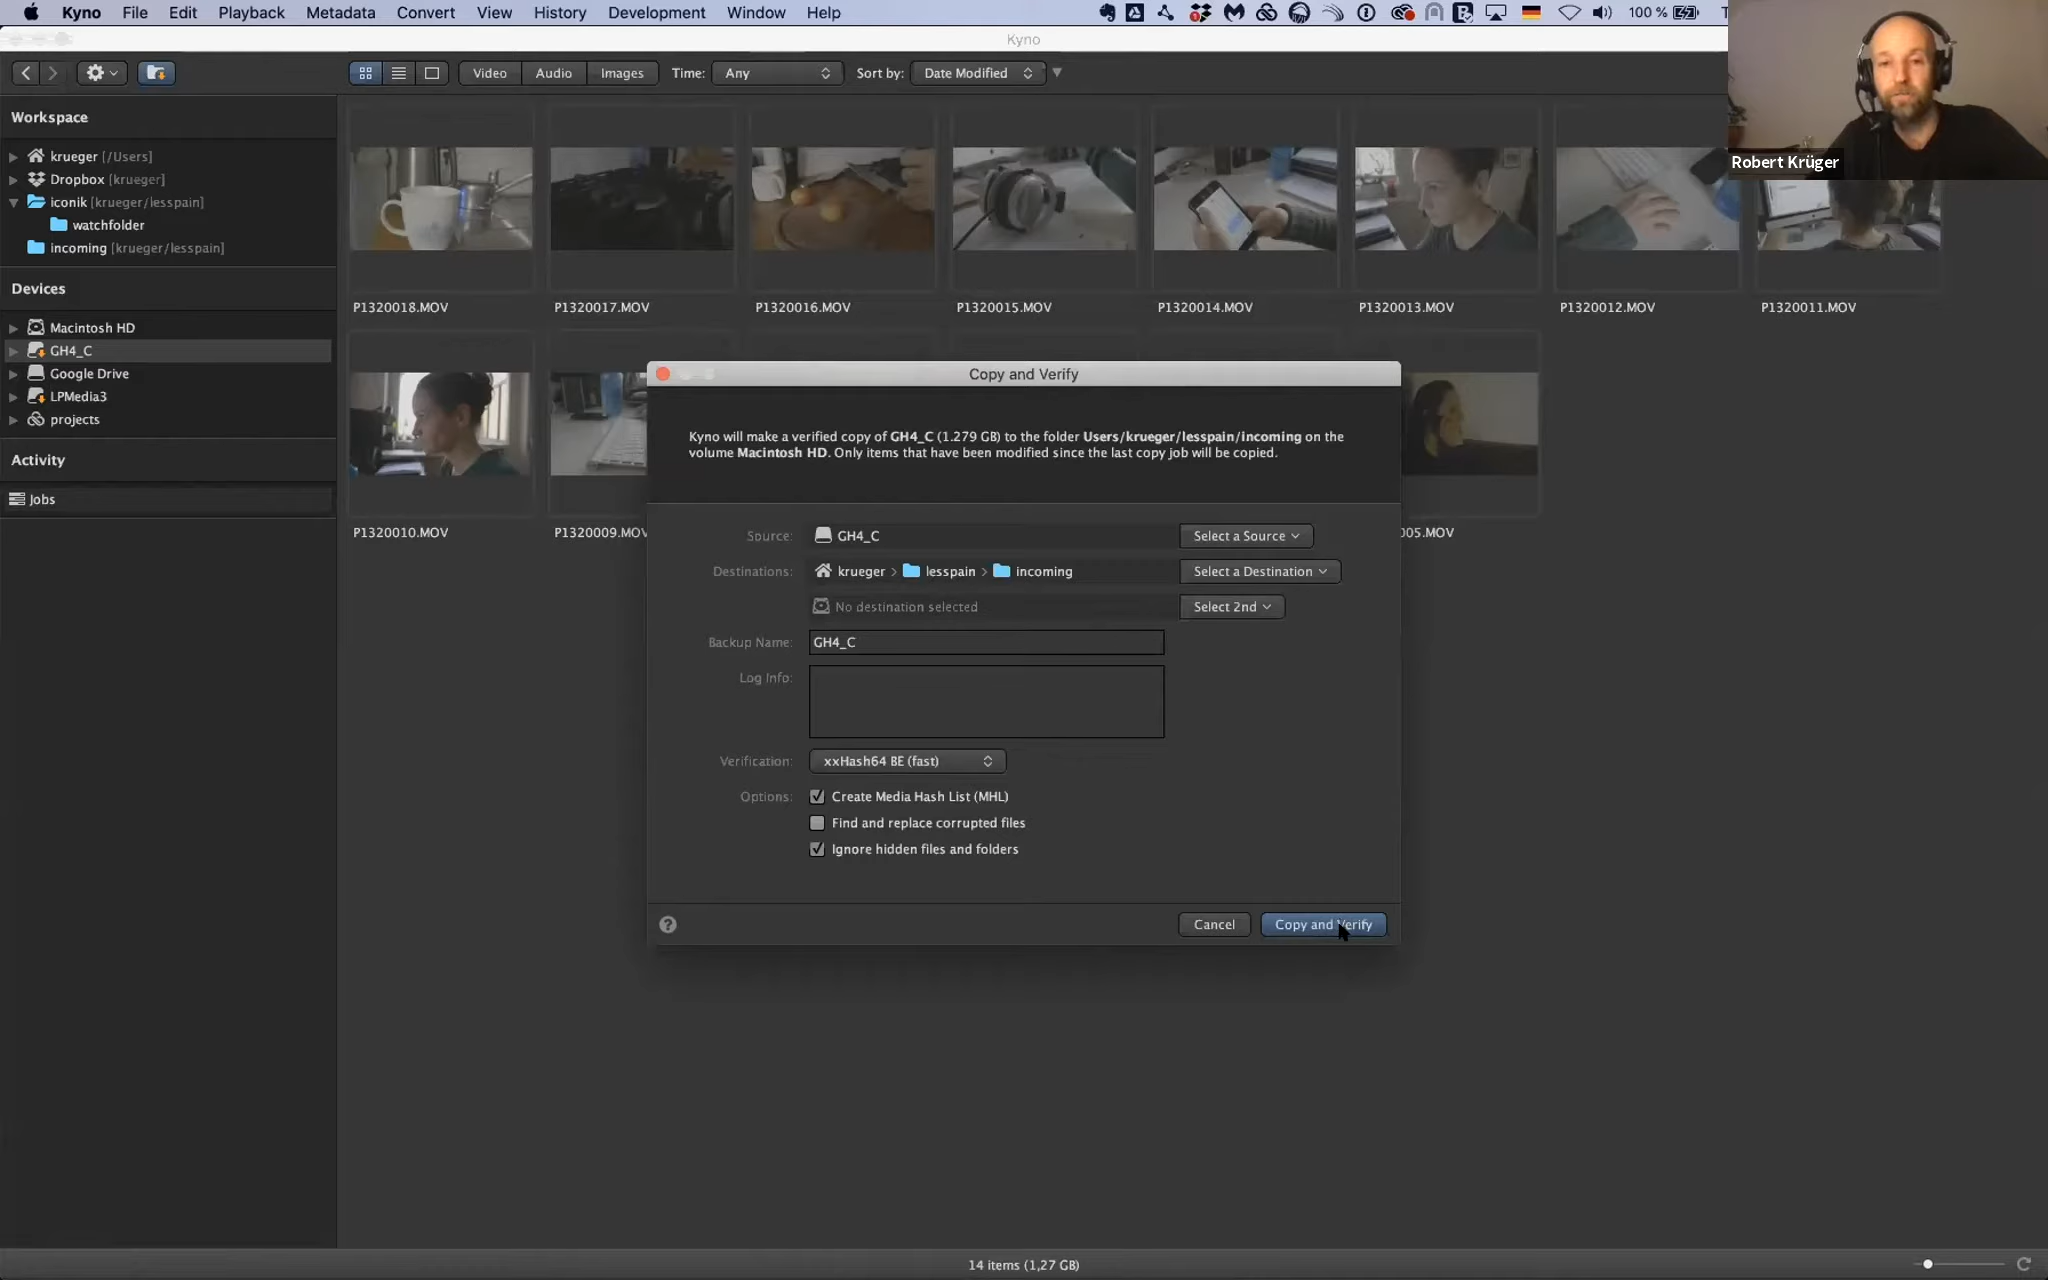 Kyno File Edit Playback Metadata Convert View History Development Window Help 100 %
Kyno
Robert Krüger
Video Audio Images Time: Any Sort by: Date Modified
Workspace
krueger [/Users]
Dropbox [krueger]
iconik [krueger/lesspain]
watchfolder
incoming [krueger/lesspain]
Devices
Macintosh HD
GH4_C
Google Drive
LPMedia3
projects
Activity
Jobs
P1320018.MOV P1320017.MOV P1320016.MOV P1320015.MOV P1320014.MOV P1320013.MOV P1320012.MOV P1320011.MOV
P1320010.MOV P1320009.MOV 005.MOV
Copy and Verify
Kyno will make a verified copy of GH4_C (1.279 GB) to the folder Users/krueger/lesspain/incoming on the
volume Macintosh HD. Only items that have been modified since the last copy job will be copied.
Source: GH4_C Select a Source
Destinations: krueger > lesspain > incoming Select a Destination
No destination selected Select 2nd
Backup Name: GH4_C
Log Info:
Verification: xxHash64 BE (fast)
Options: Create Media Hash List (MHL)
Find and replace corrupted files
Ignore hidden files and folders
? Cancel Copy and Verify
14 items (1,27 GB)